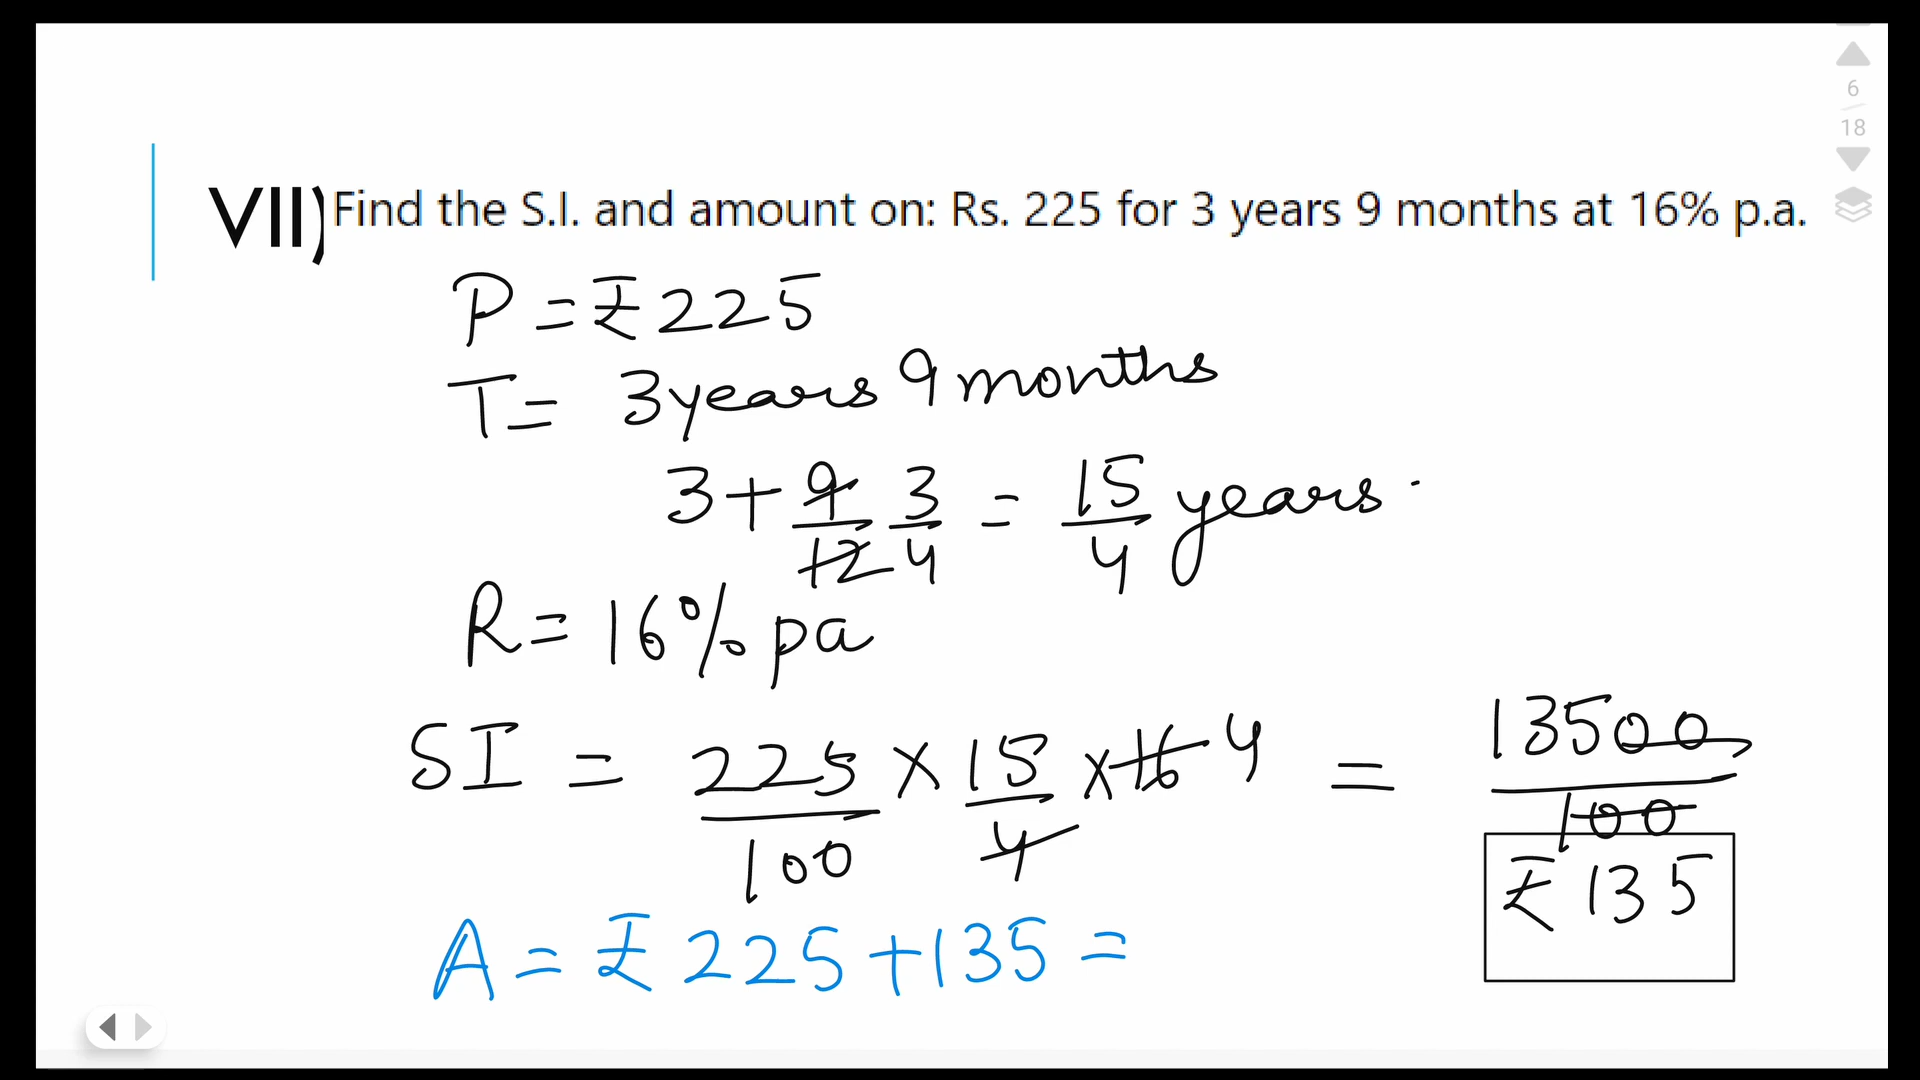 6
18
VII) Find the S.I. and amount on: Rs. 225 for 3 years 9 months at 16% p.a.
P = ₹ 225
T = 3 years 9 months
3 + 9/12 3/4 = 15/4 years.
R = 16% pa
SI = 225/100 × 15/4 × 16 4 = 13500/100
₹ 135
A = ₹ 225 + 135 =